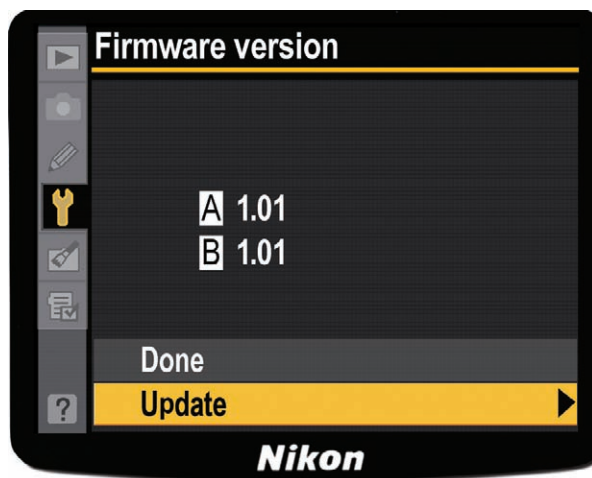 Firmware version
A 1.01
B 1.01
Done
Update
?
Nikon